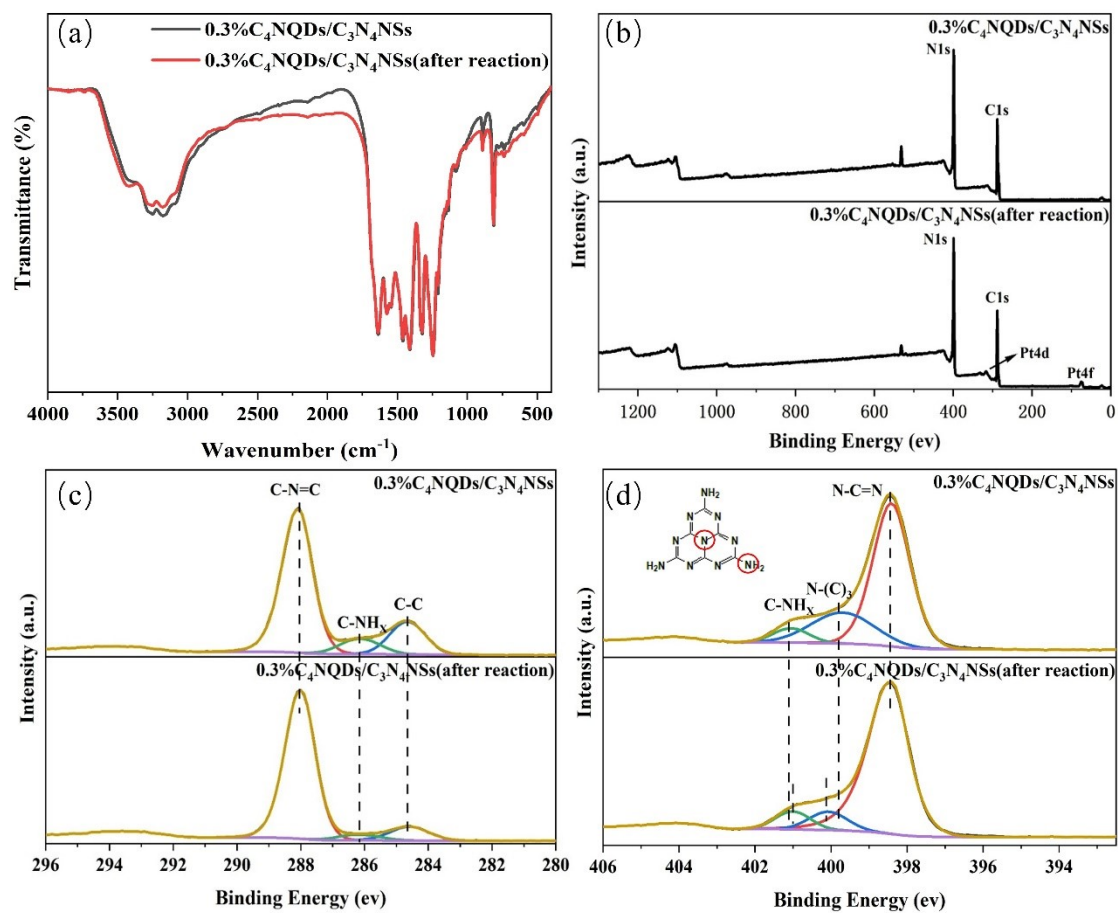 (a)
0.3%C₄NQDs/C₃N₄NSs
0.3%C₄NQDs/C₃N₄NSs(after reaction)
Transmittance (%)
4000 3500 3000 2500 2000 1500 1000 500
Wavenumber (cm⁻¹)
(b)
0.3%C₄NQDs/C₃N₄NSs
N1s
C1s
0.3%C₄NQDs/C₃N₄NSs(after reaction)
N1s
C1s
Pt4d
Pt4f
Intensity (a.u.)
1200 1000 800 600 400 200 0
Binding Energy (ev)
(c)
0.3%C₄NQDs/C₃N₄NSs
C-N=C
C-NHₓ
C-C
0.3%C₄NQDs/C₃N₄NSs(after reaction)
Intensity (a.u.)
296 294 292 290 288 286 284 282 280
Binding Energy (ev)
(d)
0.3%C₄NQDs/C₃N₄NSs
N-C=N
NH₂
N N
N N N
H₂N N N NH₂
C-NHₓ
N-(C)₃
0.3%C₄NQDs/C₃N₄NSs(after reaction)
Intensity (a.u.)
406 404 402 400 398 396 394
Binding Energy (ev)